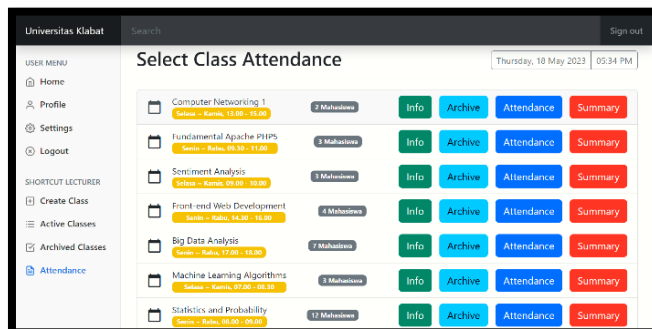 Universitas Klabat
Search
Sign out
USER MENU
Home
Profile
Settings
Logout
SHORTCUT LECTURER
Create Class
Active Classes
Archived Classes
Attendance
Select Class Attendance
Thursday, 18 May 2023 05:34 PM
Computer Networking 1
Selasa - Kamis, 13.00 - 15.00
2 Mahasiswa
Info Archive Attendance Summary
Fundamental Apache PHP5
Senin - Rabu, 09.30 - 11.00
3 Mahasiswa
Info Archive Attendance Summary
Sentiment Analysis
Selasa - Kamis, 09.00 - 10.00
3 Mahasiswa
Info Archive Attendance Summary
Front-end Web Development
Senin - Rabu, 14.30 - 16.00
4 Mahasiswa
Info Archive Attendance Summary
Big Data Analysis
Senin - Rabu, 17.00 - 18.00
7 Mahasiswa
Info Archive Attendance Summary
Machine Learning Algorithms
Selasa - Kamis, 07.00 - 08.30
3 Mahasiswa
Info Archive Attendance Summary
Statistics and Probability
Senin - Rabu, 08.00 - 09.00
12 Mahasiswa
Info Archive Attendance Summary